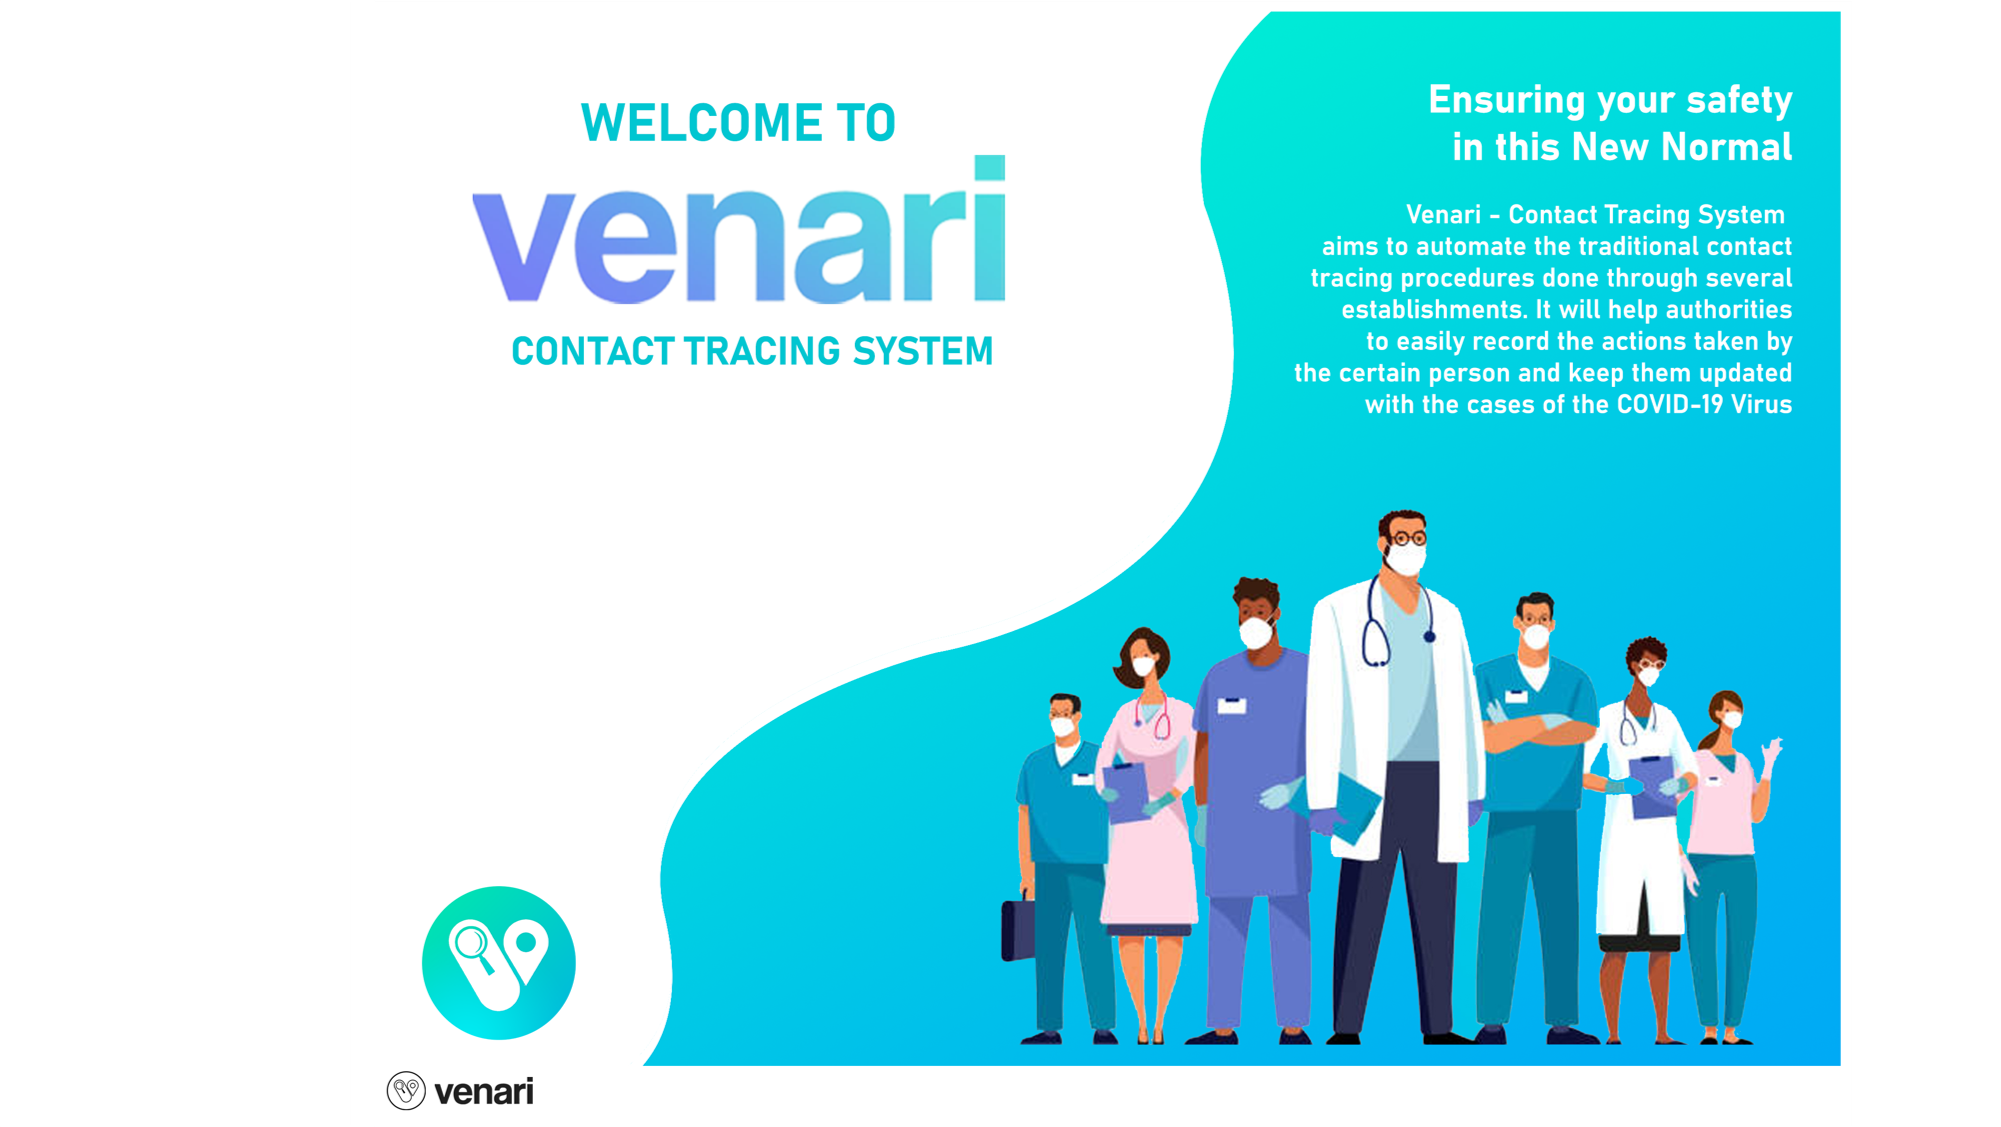 WELCOME TO
venari
CONTACT TRACING SYSTEM
Ensuring your safety
in this New Normal
Venari - Contact Tracing System
aims to automate the traditional contact
tracing procedures done through several
establishments. It will help authorities
to easily record the actions taken by
the certain person and keep them updated
with the cases of the COVID-19 Virus
venari